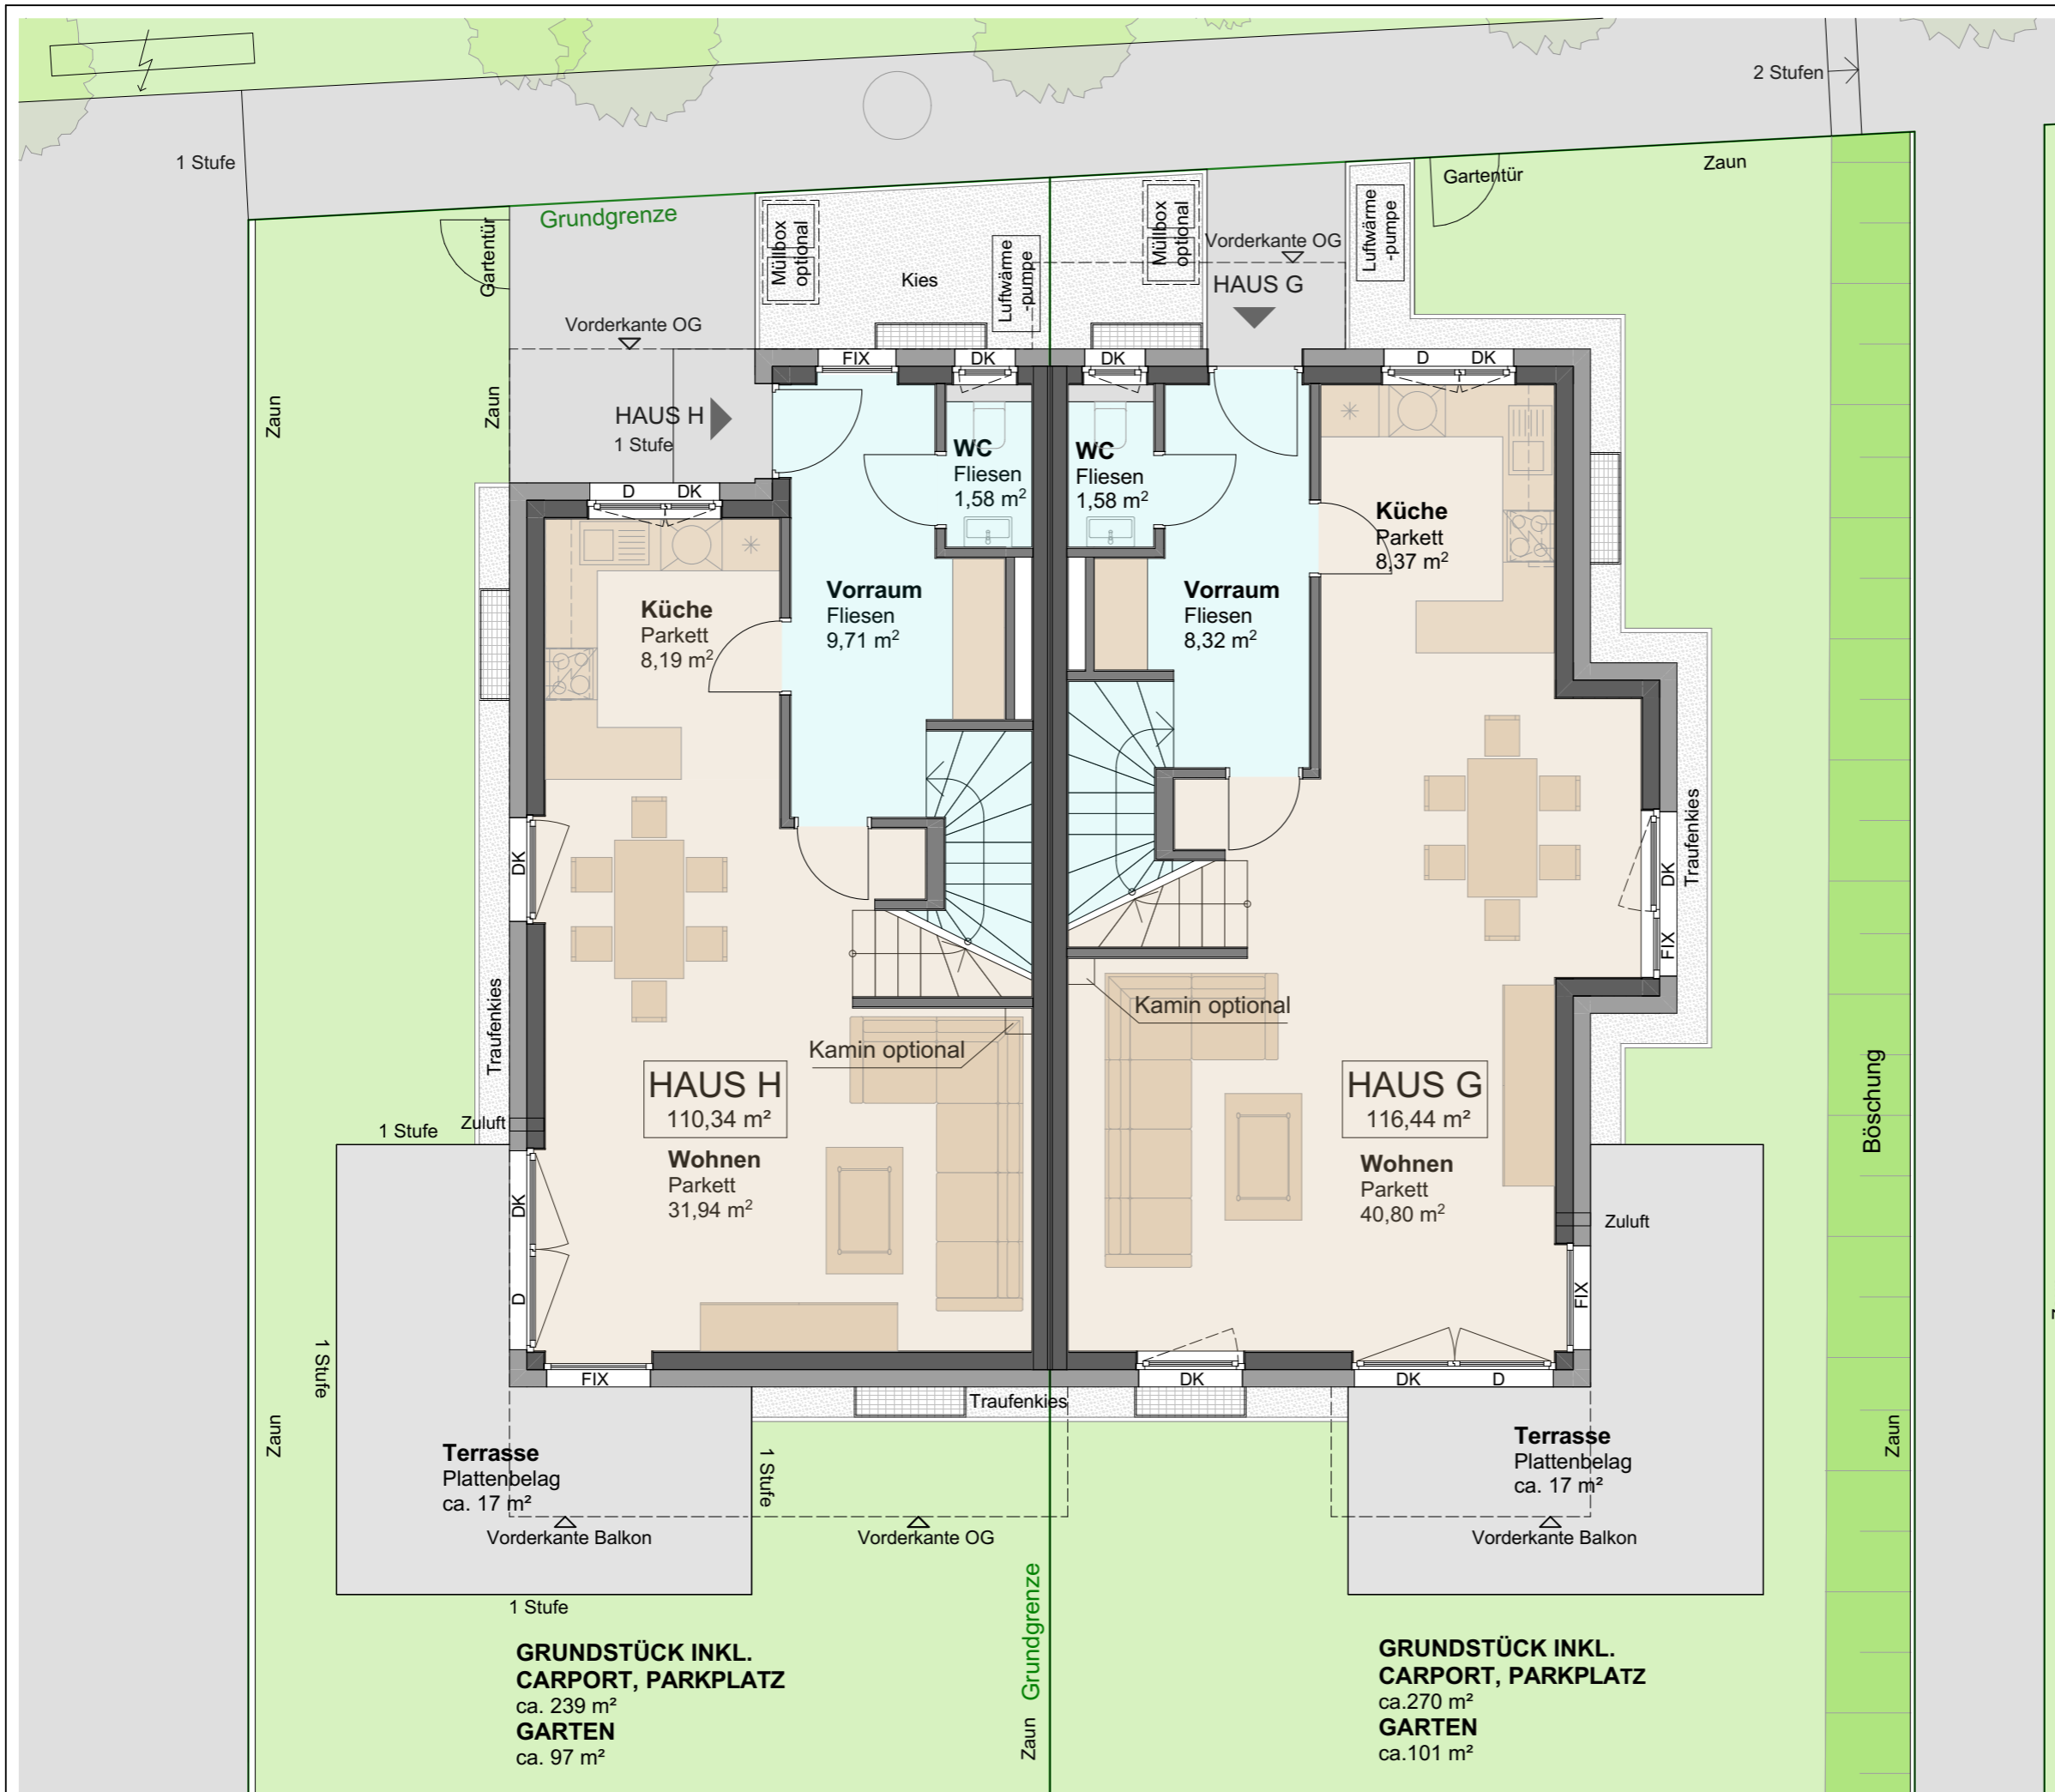 2 Stufen
1 Stufe
Zaun
Gartentür
Grundgrenze
Gartentür
Müllbox
optional
Kies
Luftwärme
-pumpe
Müllbox
optional
Vorderkante OG
HAUS G
Luftwärme
-pumpe
Vorderkante OG
FIX
DK
DK
D
DK
Zaun
Zaun
HAUS H
1 Stufe
WC
Fliesen
1,58 m²
WC
Fliesen
1,58 m²
D
DK
Küche
Parkett
8,37 m²
Küche
Parkett
8,19 m²
Vorraum
Fliesen
9,71 m²
Vorraum
Fliesen
8,32 m²
DK
Traufenkies
DK
FIX
Traufenkies
Kamin optional
Kamin optional
HAUS H
110,34 m²
HAUS G
116,44 m²
Böschung
Zuluft
1 Stufe
Wohnen
Parkett
31,94 m²
Wohnen
Parkett
40,80 m²
DK
D
Zuluft
FIX
1 Stufe
FIX
DK
DK
D
Traufenkies
Zaun
Zaun
Terrasse
Plattenbelag
ca. 17 m²
1 Stufe
Terrasse
Plattenbelag
ca. 17 m²
Vorderkante Balkon
Vorderkante OG
Vorderkante Balkon
1 Stufe
Zaun Grundgrenze
GRUNDSTÜCK INKL.
CARPORT, PARKPLATZ
ca. 239 m²
GARTEN
ca. 97 m²
GRUNDSTÜCK INKL.
CARPORT, PARKPLATZ
ca.270 m²
GARTEN
ca.101 m²